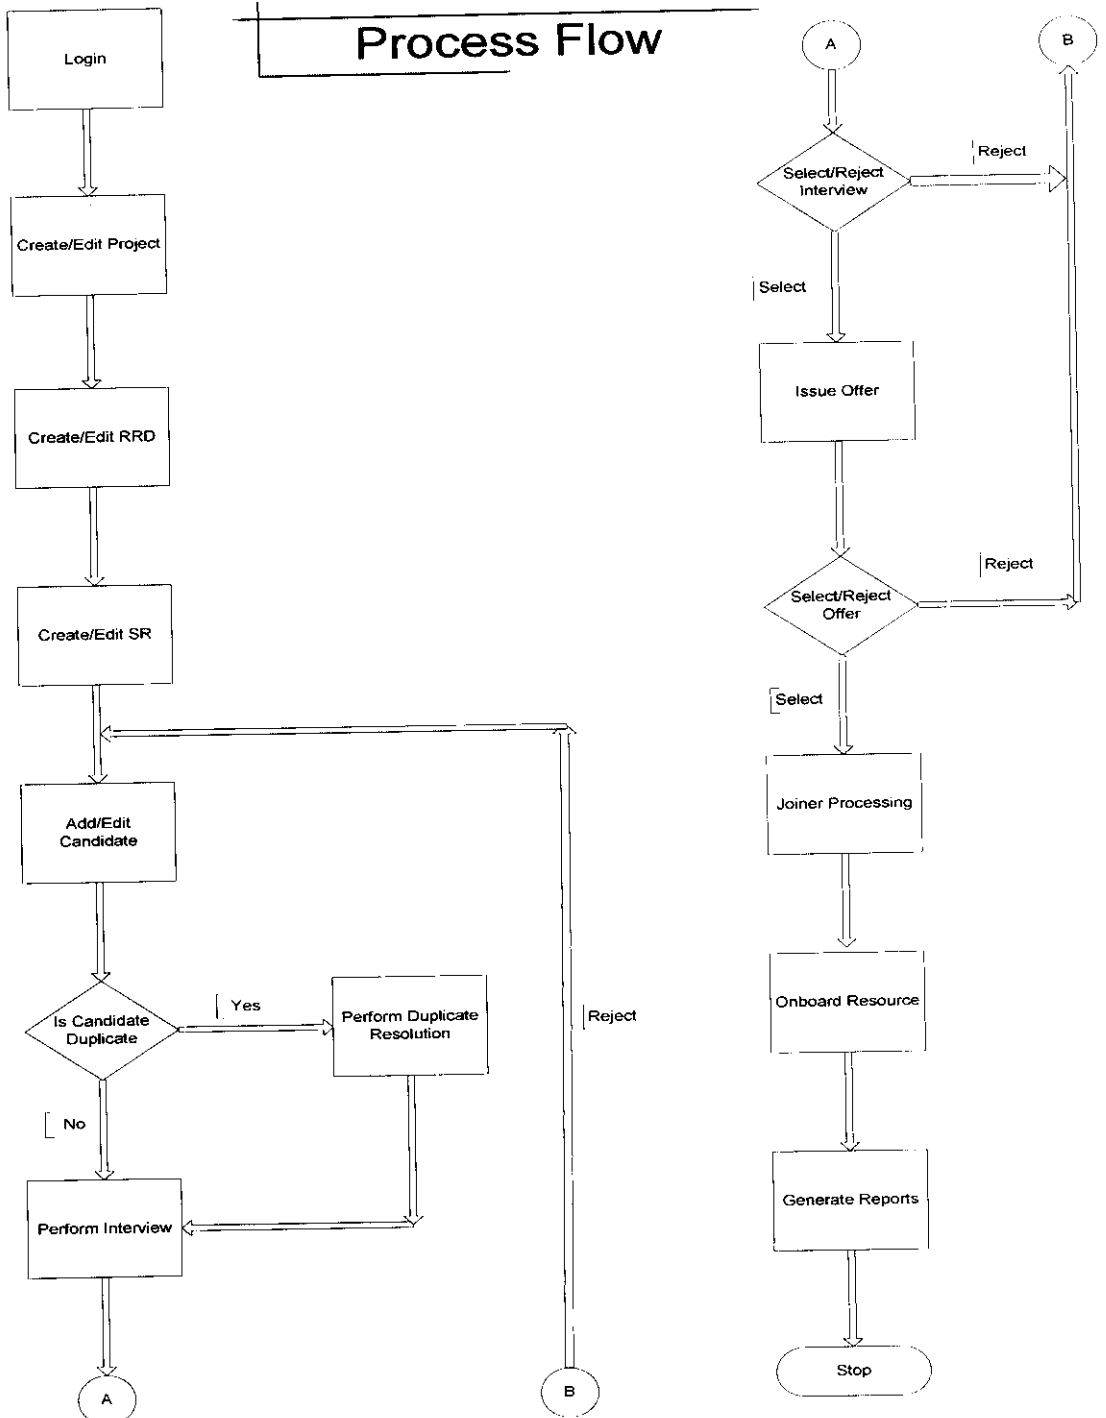 Process Flow
Login
Create/Edit Project
Create/Edit RRD
Create/Edit SR
Add/Edit
Candidate
Is Candidate
Duplicate
Yes
Perform Duplicate
Resolution
No
Perform Interview
A
Reject
B
A
B
Select/Reject
Interview
Reject
Select
Issue Offer
Select/Reject
Offer
Reject
Select
Joiner Processing
Onboard Resource
Generate Reports
Stop